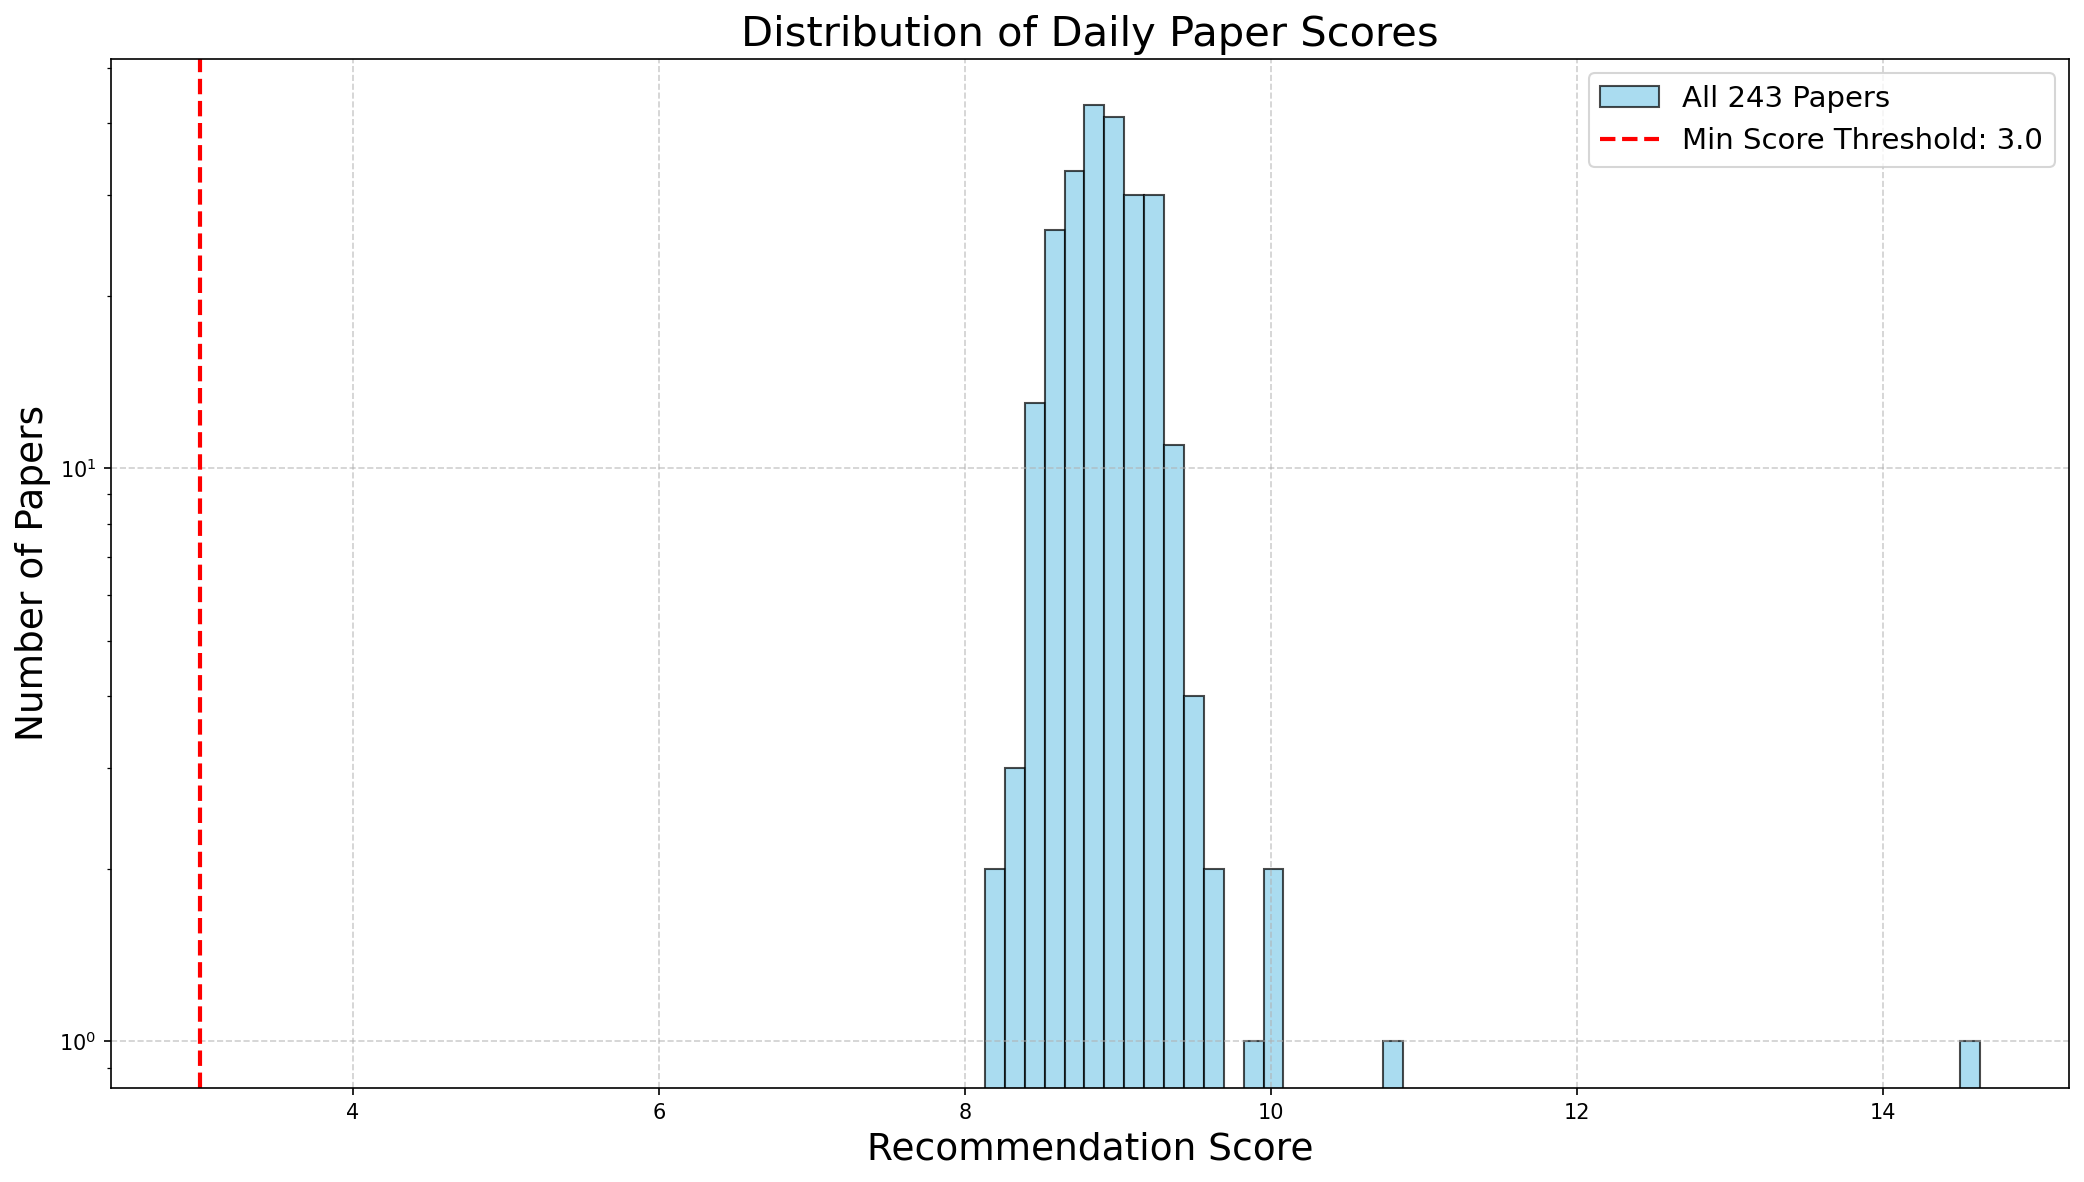 Distribution of Daily Paper Scores
All 243 Papers
Min Score Threshold: 3.0
Number of Papers
10¹
10⁰
4 6 8 10 12 14
Recommendation Score